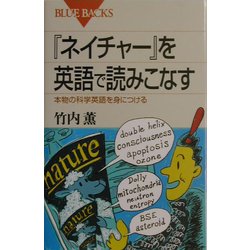 BLUE BACKS
『ネイチャー』を
英語で読みこなす
本物の科学英語を身につける
竹内 薫
double helix
consciousness
apoptosis
ozone
nature
nature
Dolly
mitochondria
neutron
entropy
BSE
asteroid